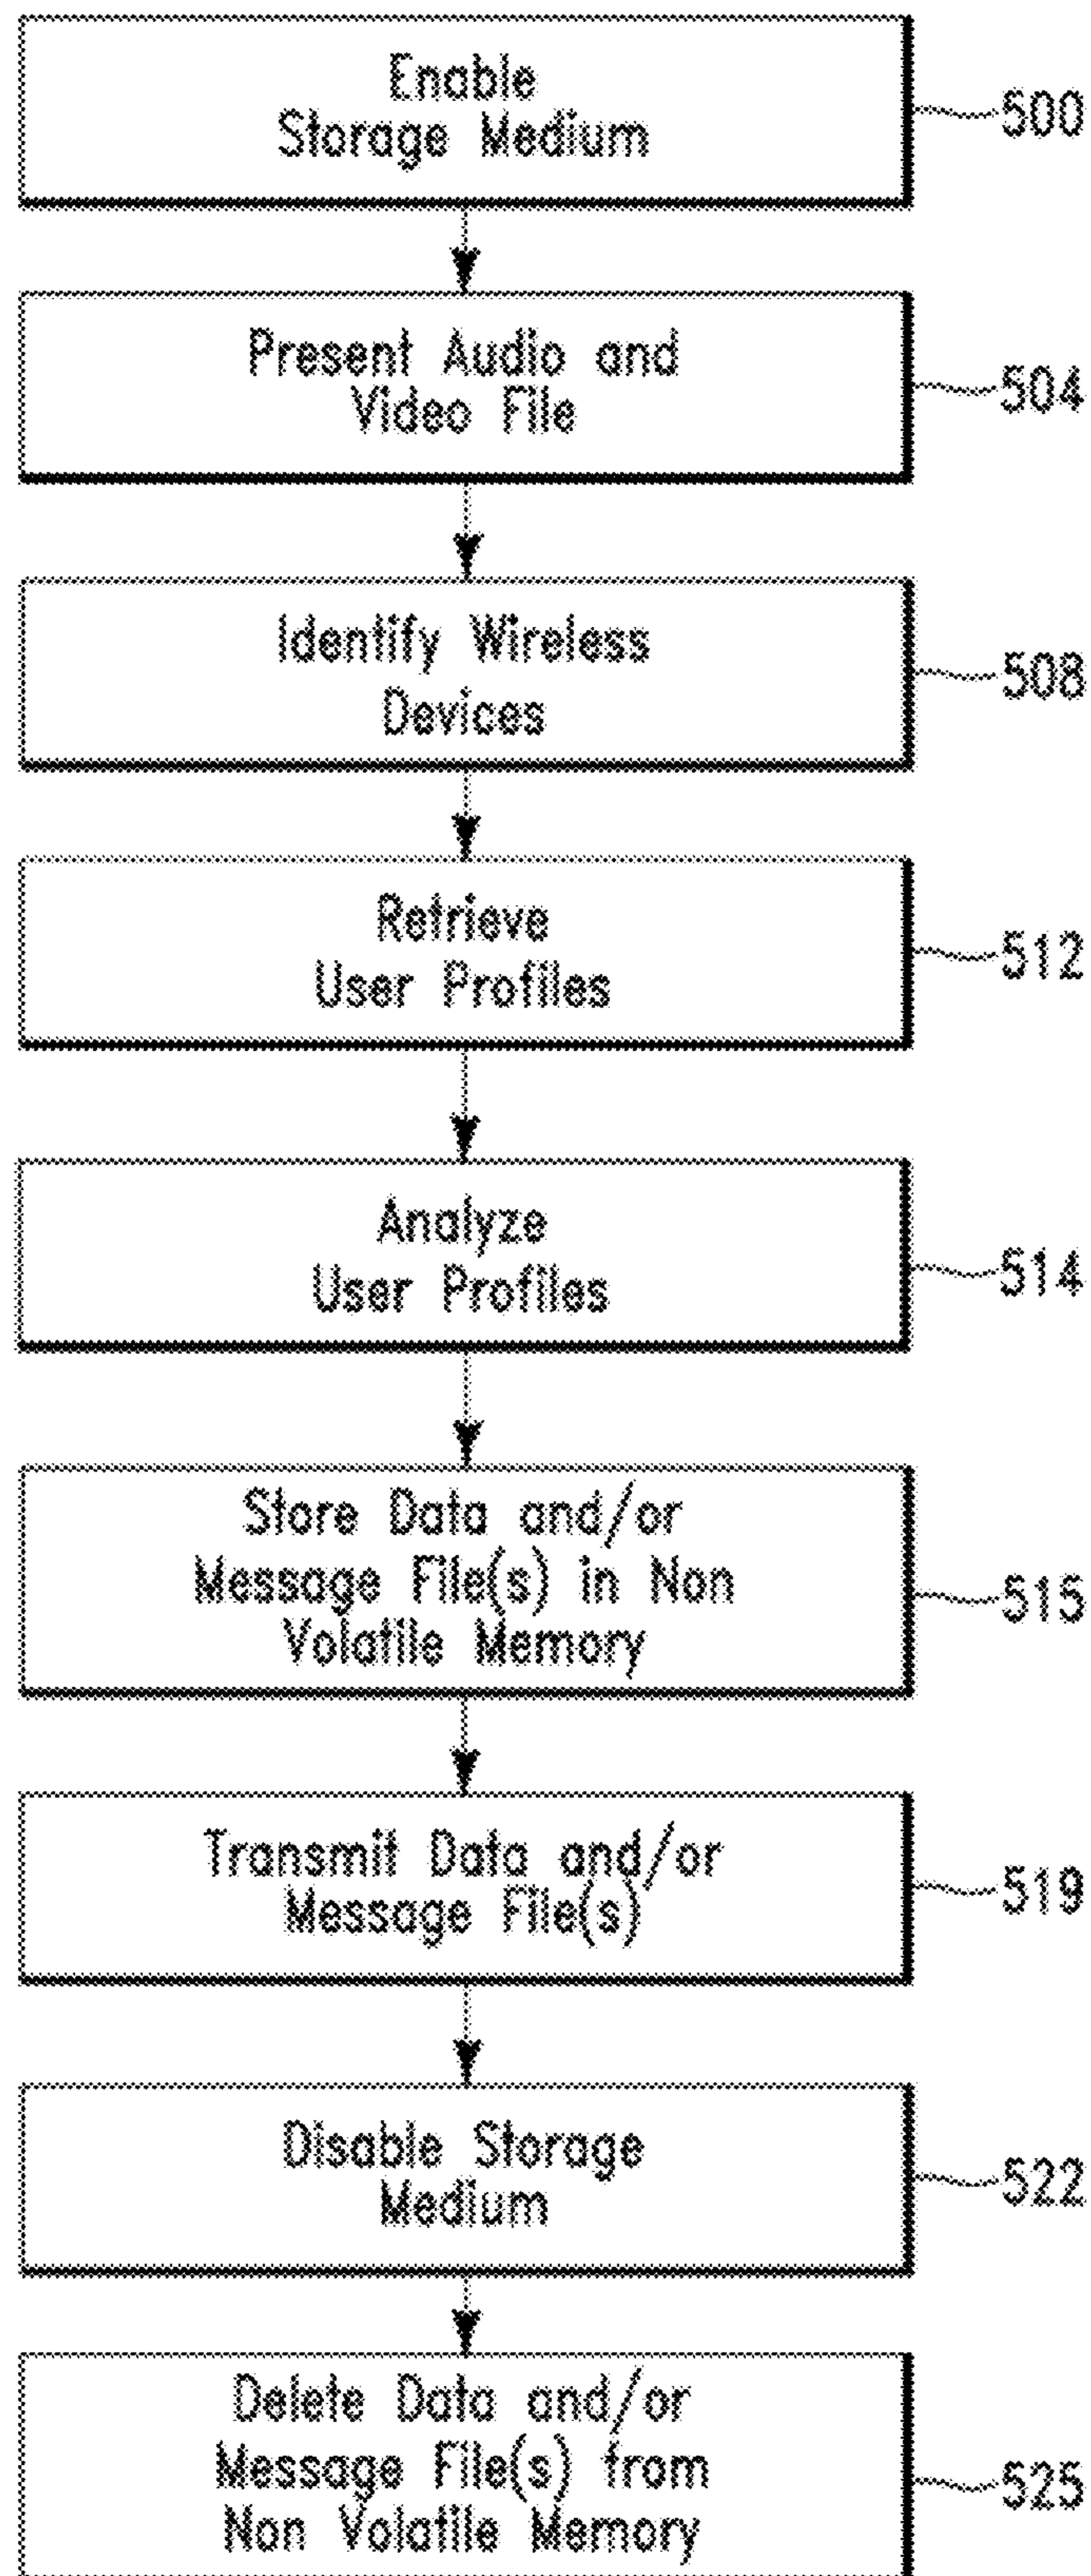 Enable
Storage Medium
500
Present Audio and
Video File
504
Identify Wireless
Devices
508
Retrieve
User Profiles
512
Analyze
User Profiles
514
Store Data and/or
Message File(s) in Non
Volatile Memory
515
Transmit Data and/or
Message File(s)
519
Disable Storage
Medium
522
Delete Data and/or
Message File(s) from
Non Volatile Memory
525